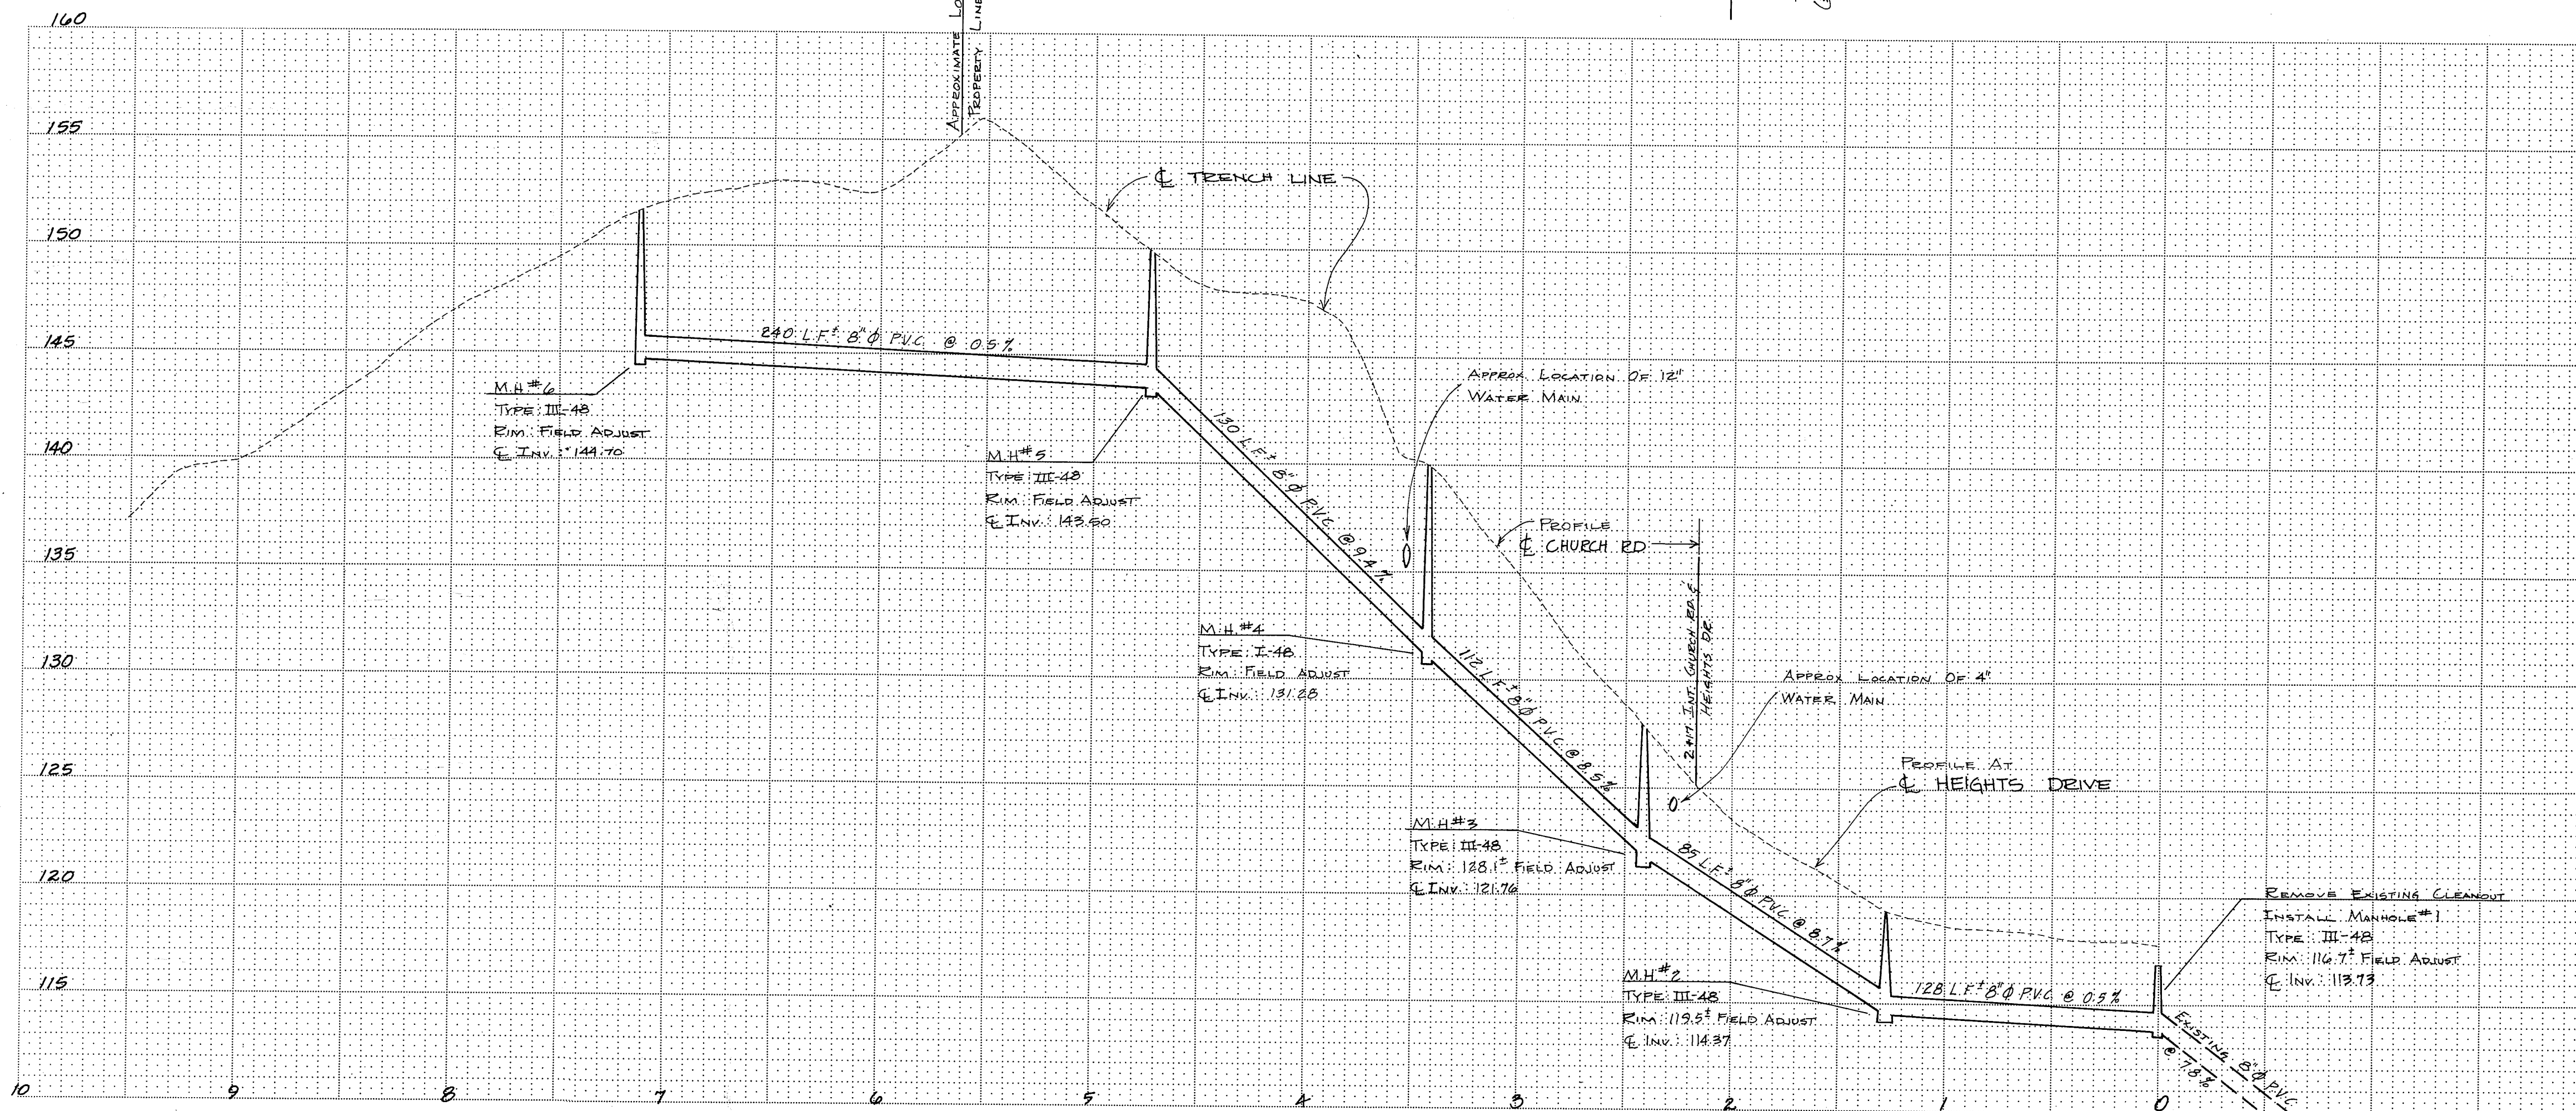 160
155
150
145
140
135
130
125
120
115
10 9 8 7 6 5 4 3 2 1 0
PROPERTY LINE
℄ TRENCH LINE
240 L.F.± 8"φ P.V.C. @ 0.5%
M.H.#6
TYPE: III-48
RIM: FIELD ADJUST
℄ INV.: 144.70
M.H.#5
TYPE: III-48
RIM: FIELD ADJUST
℄ INV.: 143.50
130 L.F.± 8"φ P.V.C. @ 9.4%
APPROX LOCATION OF 12"
WATER MAIN
PROFILE
℄ CHURCH RD
M.H.#4
TYPE: I-48
RIM: FIELD ADJUST
℄ INV.: 131.28
112 L.F.± 8"φ P.V.C. @ 8.5%
2+17 INT. CHURCH RD. &
HEIGHTS DR.
APPROX LOCATION OF 4"
WATER MAIN
PROFILE AT
℄ HEIGHTS DRIVE
M.H.#3
TYPE: III-48
RIM: 128.1± FIELD ADJUST
℄ INV.: 121.76
85 L.F.± 8"φ P.V.C. @ 8.7%
M.H.#2
TYPE: III-48
RIM: 119.5± FIELD ADJUST
℄ INV.: 114.37
128 L.F.± 8"φ P.V.C. @ 0.5%
REMOVE EXISTING CLEANOUT
INSTALL MANHOLE #1
TYPE: III-48
RIM: 116.7± FIELD ADJUST
℄ INV.: 113.73
EXISTING 8"φ P.V.C.
@ 7.8%